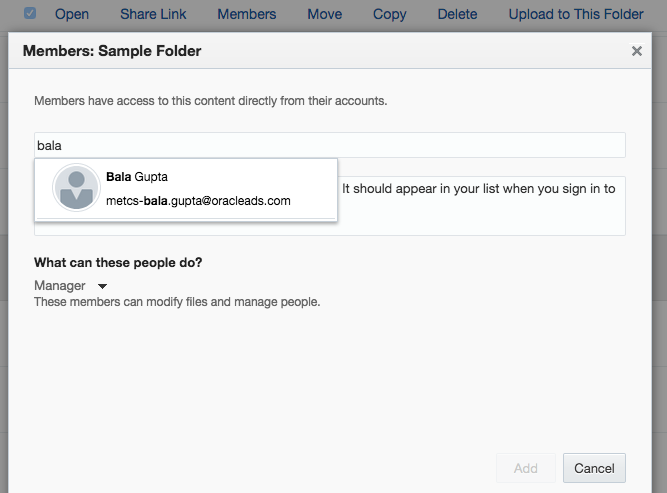 Open Share Link Members Move Copy Delete Upload to This Folder
Members: Sample Folder
Members have access to this content directly from their accounts.
bala
Bala Gupta
metcs-bala.gupta@oracleads.com
It should appear in your list when you sign in to
What can these people do?
Manager
These members can modify files and manage people.
Add Cancel